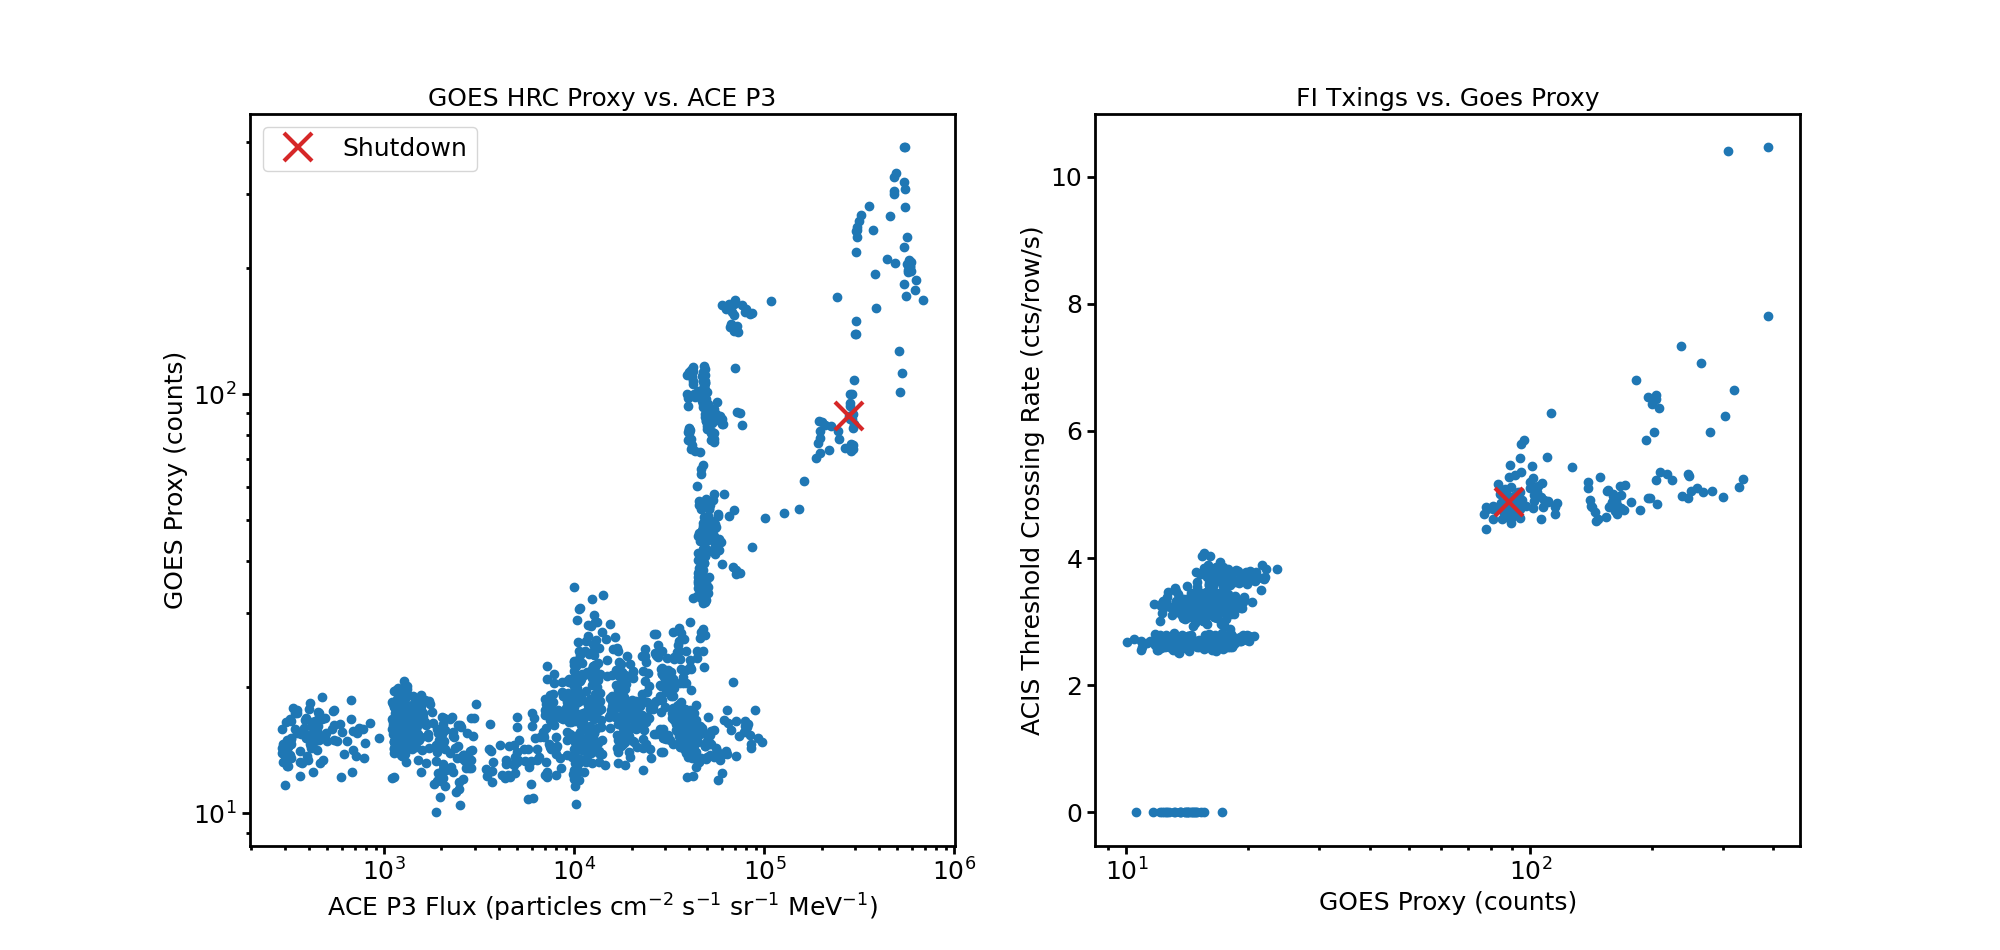 GOES HRC Proxy vs. ACE P3
Shutdown
GOES Proxy (counts)
10²
10¹
10³ 10⁴ 10⁵ 10⁶
ACE P3 Flux (particles cm⁻² s⁻¹ sr⁻¹ MeV⁻¹)
FI Txings vs. Goes Proxy
ACIS Threshold Crossing Rate (cts/row/s)
10
8
6
4
2
0
10¹ 10²
GOES Proxy (counts)